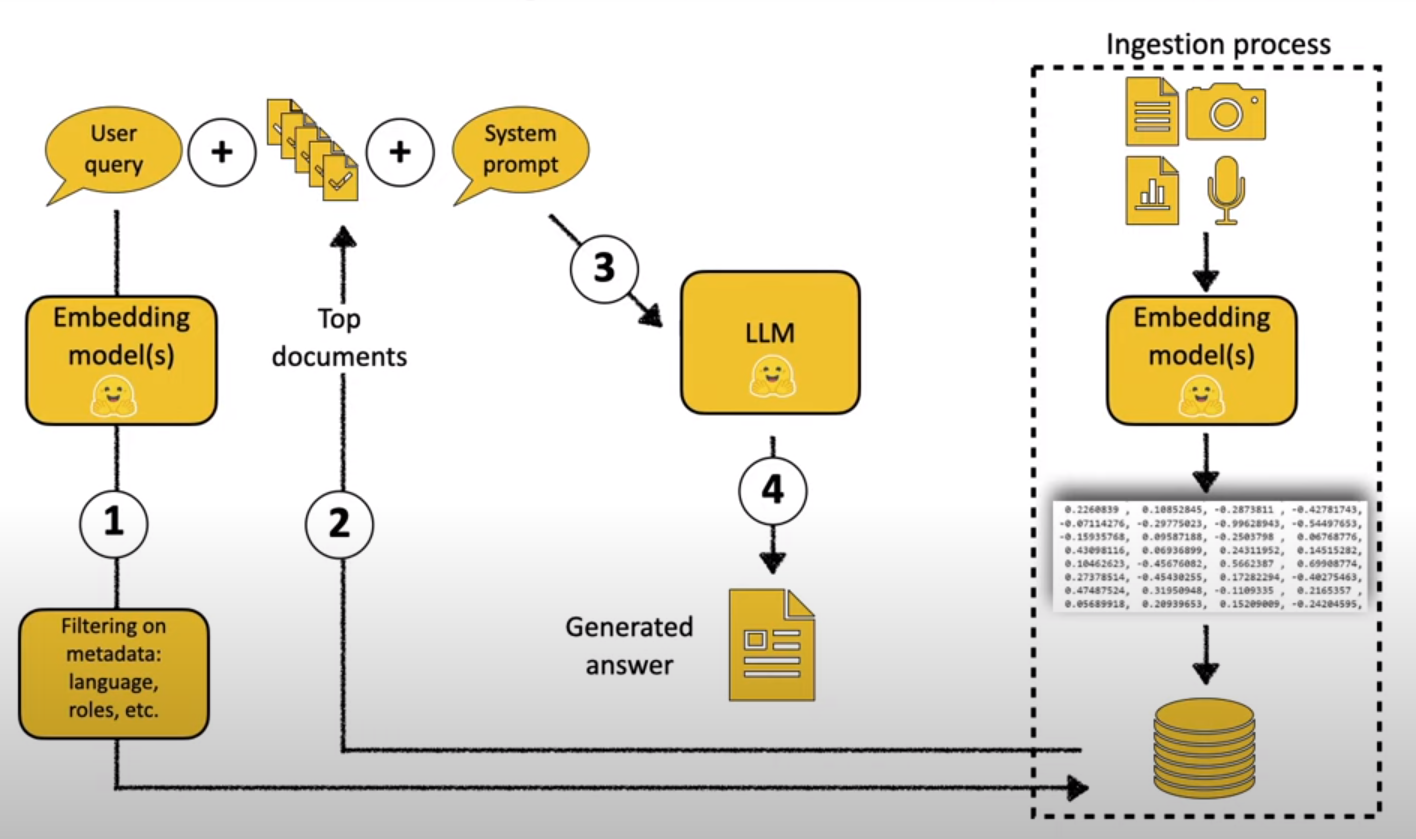 Ingestion process
User
query
+
+
System
prompt
3
Embedding
model(s)
Top
documents
LLM
Embedding
model(s)
1
2
4
0.2260839 , 0.10852845, -0.2873811 , -0.42781743,
-0.07114276, -0.29775023, -0.99628943, -0.54497653,
-0.15935768, 0.09587188, -0.2503798 , 0.06768776,
0.43098116, 0.06936899, 0.24311952, 0.14515282,
0.10462623, -0.45676082, 0.5662387 , 0.69908774,
0.27378514, -0.45430255, 0.17282294, -0.40275463,
0.47487524, 0.31950948, -0.1109335 , 0.2165357 ,
0.05689918, 0.20939653, 0.15209009, -0.24204595,
Filtering on
metadata:
language,
roles, etc.
Generated
answer